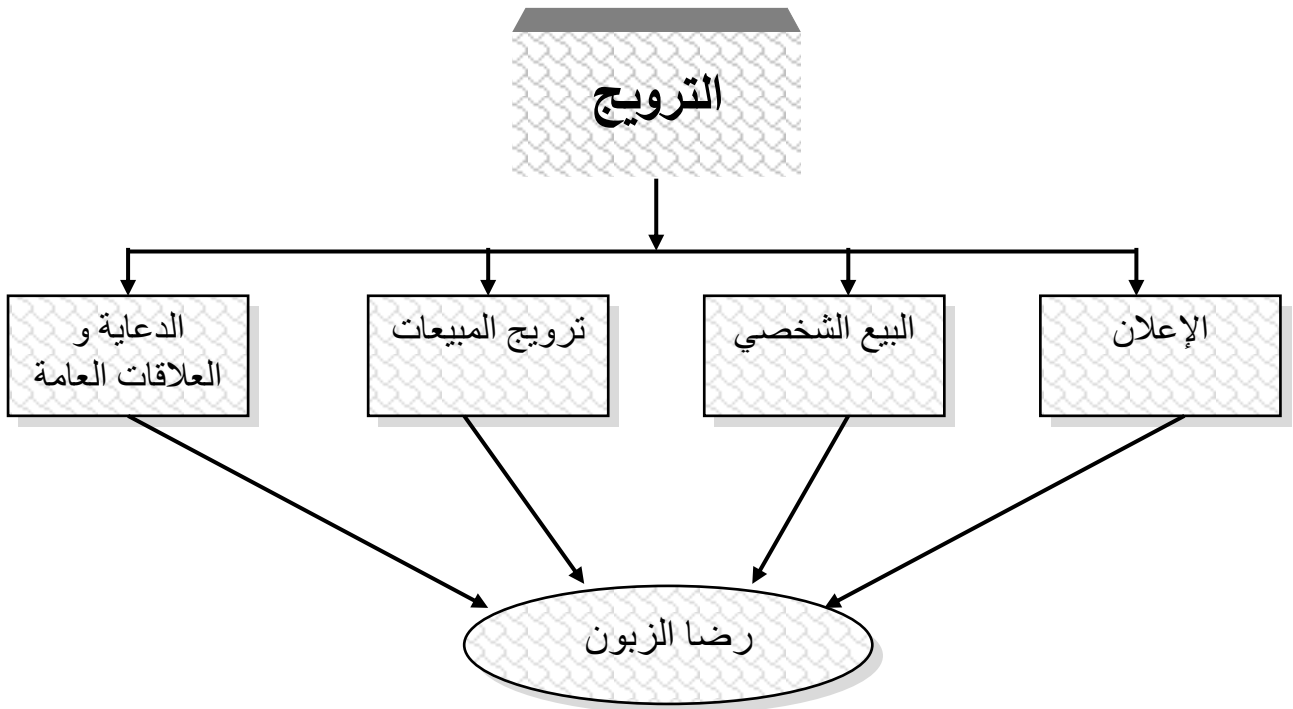 الترويج
الإعلان
البيع الشخصي
ترويج المبيعات
الدعاية و
العلاقات العامة
رضا الزبون